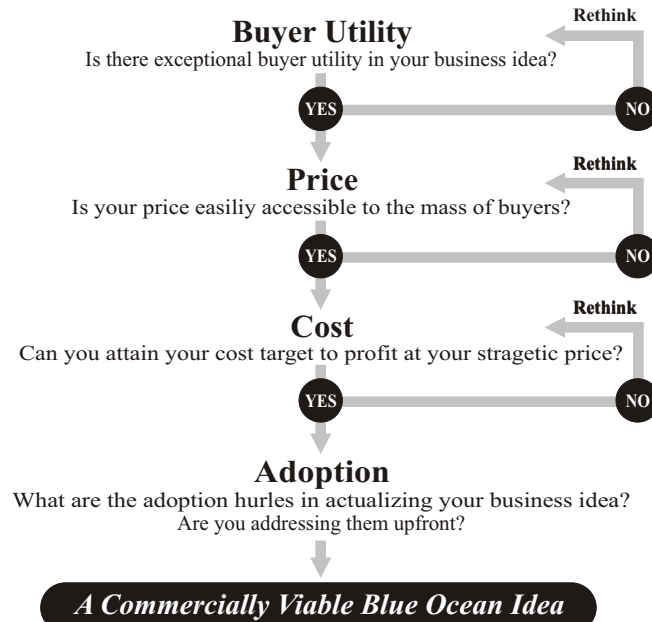 Rethink
Buyer Utility
Is there exceptional buyer utility in your business idea?
YES
NO
Rethink
Price
Is your price easiliy accessible to the mass of buyers?
YES
NO
Rethink
Cost
Can you attain your cost target to profit at your stragetic price?
YES
NO
Adoption
What are the adoption hurles in actualizing your business idea?
Are you addressing them upfront?
A Commercially Viable Blue Ocean Idea